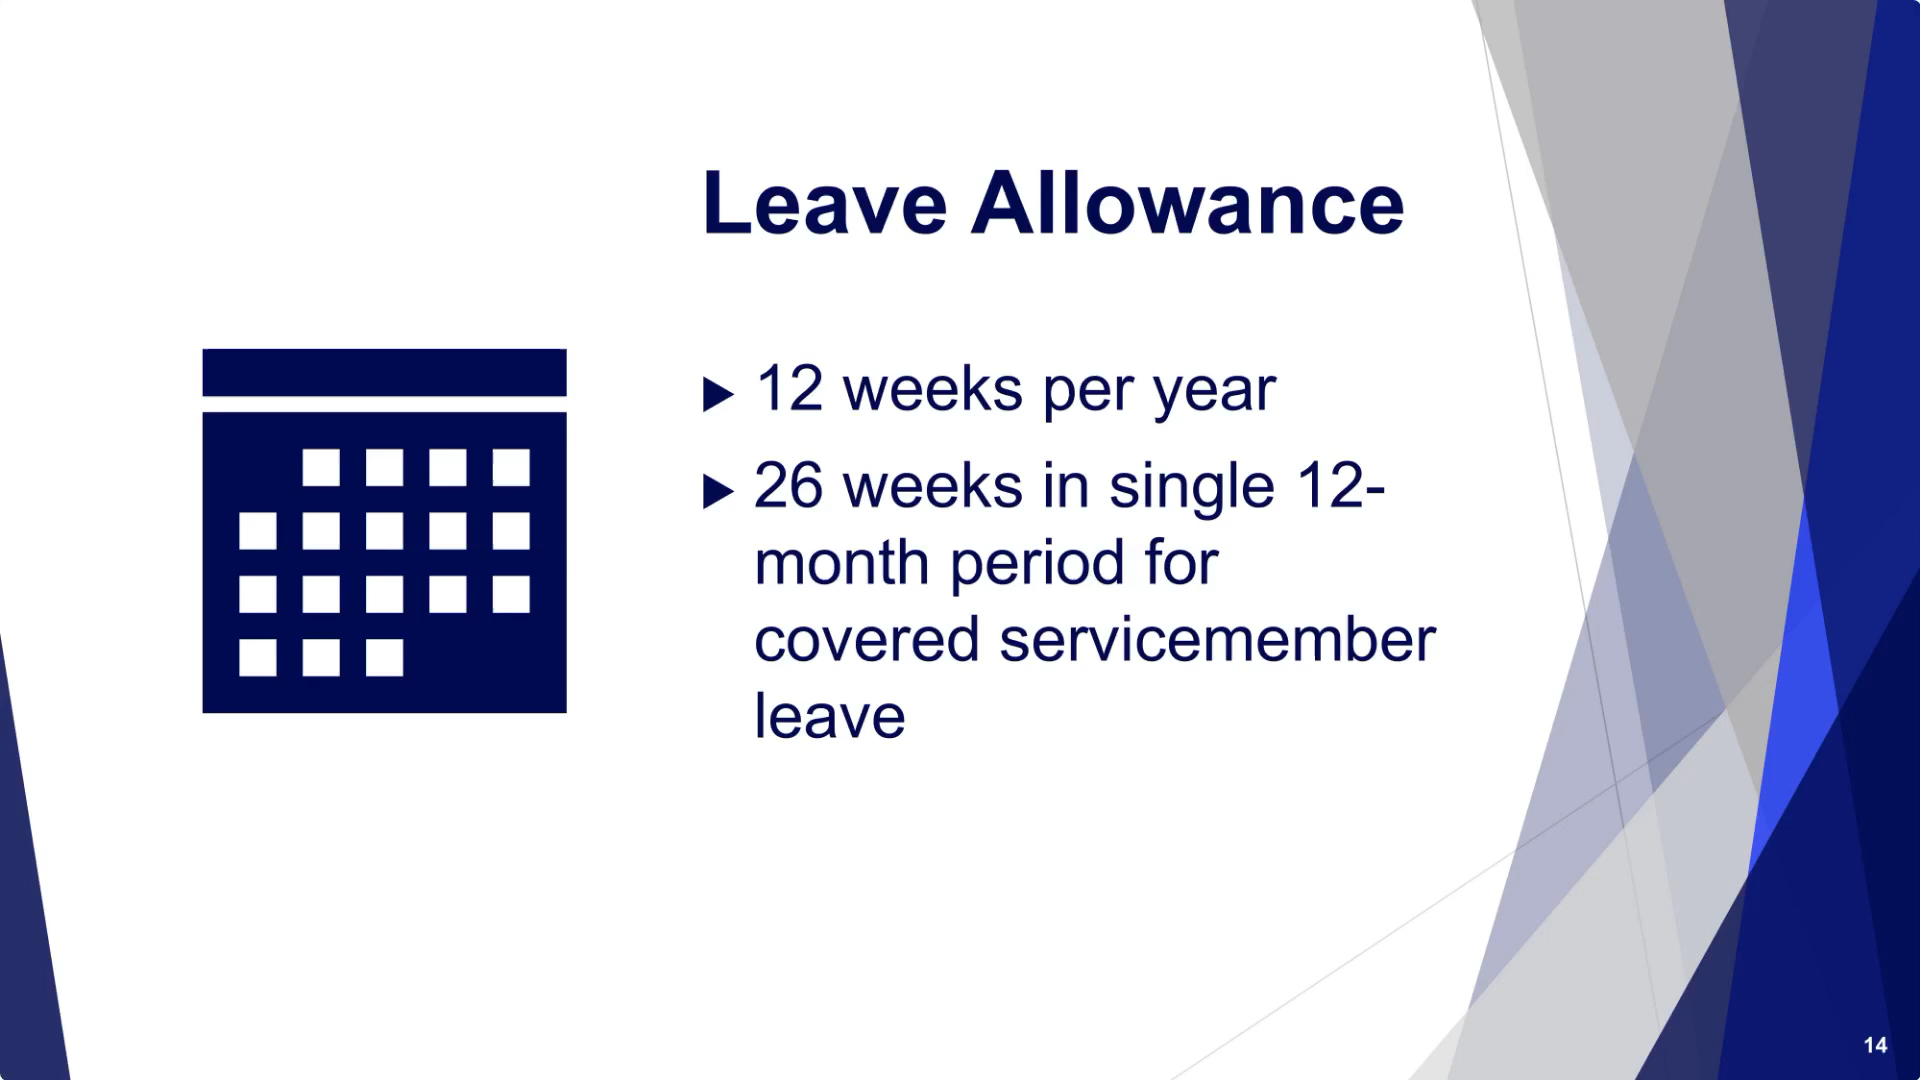 Leave Allowance
12 weeks per year
26 weeks in single 12-
month period for
covered servicemember
leave
14